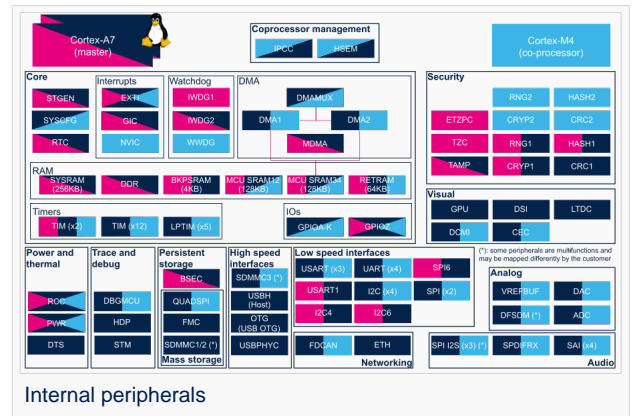 Cortex-A7
(master)
Coprocessor management
IPCC
HSEM
Cortex-M4
(co-processor)
Core
STGEN
SYSCFG
RTC
Interrupts
EXTI
GIC
NVIC
Watchdog
IWDG1
IWDG2
WWDG
DMA
DMAMUX
DMA1
DMA2
MDMA
Security
RNG2
HASH2
ETZPC
CRYP2
CRC2
TZC
RNG1
HASH1
TAMP
CRYP1
CRC1
RAM
SYSRAM
(256KB)
DDR
BKPSRAM
(4KB)
MCU SRAM12
(128KB)
MCU SRAM34
(128KB)
RETRAM
(64KB)
Timers
TIM (x2)
TIM (x12)
LPTIM (x5)
IOs
GPIOA-K
GPIOZ
Visual
GPU
DSI
LTDC
DCMI
CEC
Power and
thermal
RCC
PWR
DTS
Trace and
debug
DBGMCU
HDP
STM
Persistent
storage
BSEC
QUADSPI
FMC
SDMMC1/2 (*)
Mass storage
High speed
interfaces
SDMMC3 (*)
USBH
(Host)
OTG
(USB OTG)
USBPHYC
Low speed interfaces
USART (x3)
UART (x4)
SPI6
USART1
I2C (x4)
SPI (x2)
I2C4
I2C6
FDCAN
ETH
Networking
(*): some peripherals are multifunctions and
may be mapped differently by the customer
Analog
VREFBUF
DAC
DFSDM (*)
ADC
SPI I2S (x3) (*)
SPDIFRX
SAI (x4)
Audio
Internal peripherals